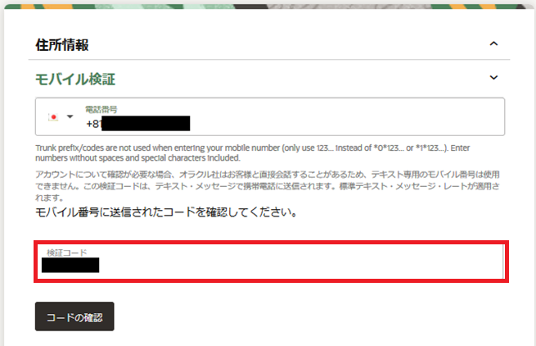 住所情報
モバイル検証
電話番号
+81
Trunk prefix/codes are not used when entering your mobile number (only use 123... instead of *0*123... or *1*123...). Enter
numbers without spaces and special characters included.
アカウントについて確認が必要な場合、オラクル社はお客様と直接会話することがあるため、テキスト専用のモバイル番号は使用
できません。この検証コードは、テキスト・メッセージで携帯電話に送信されます。標準テキスト・メッセージ・レートが適用さ
れます。
モバイル番号に送信されたコードを確認してください。
検証コード
コードの確認